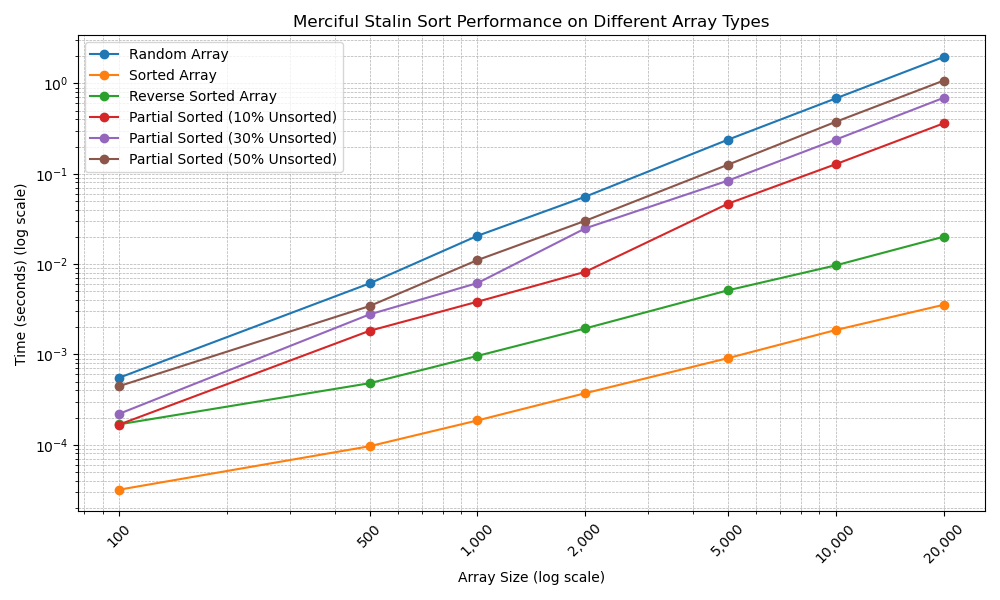 Merciful Stalin Sort Performance on Different Array Types
Random Array
Sorted Array
Reverse Sorted Array
Partial Sorted (10% Unsorted)
Partial Sorted (30% Unsorted)
Partial Sorted (50% Unsorted)
Time (seconds) (log scale)
10⁰
10⁻¹
10⁻²
10⁻³
10⁻⁴
100
500
1,000
2,000
5,000
10,000
20,000
Array Size (log scale)